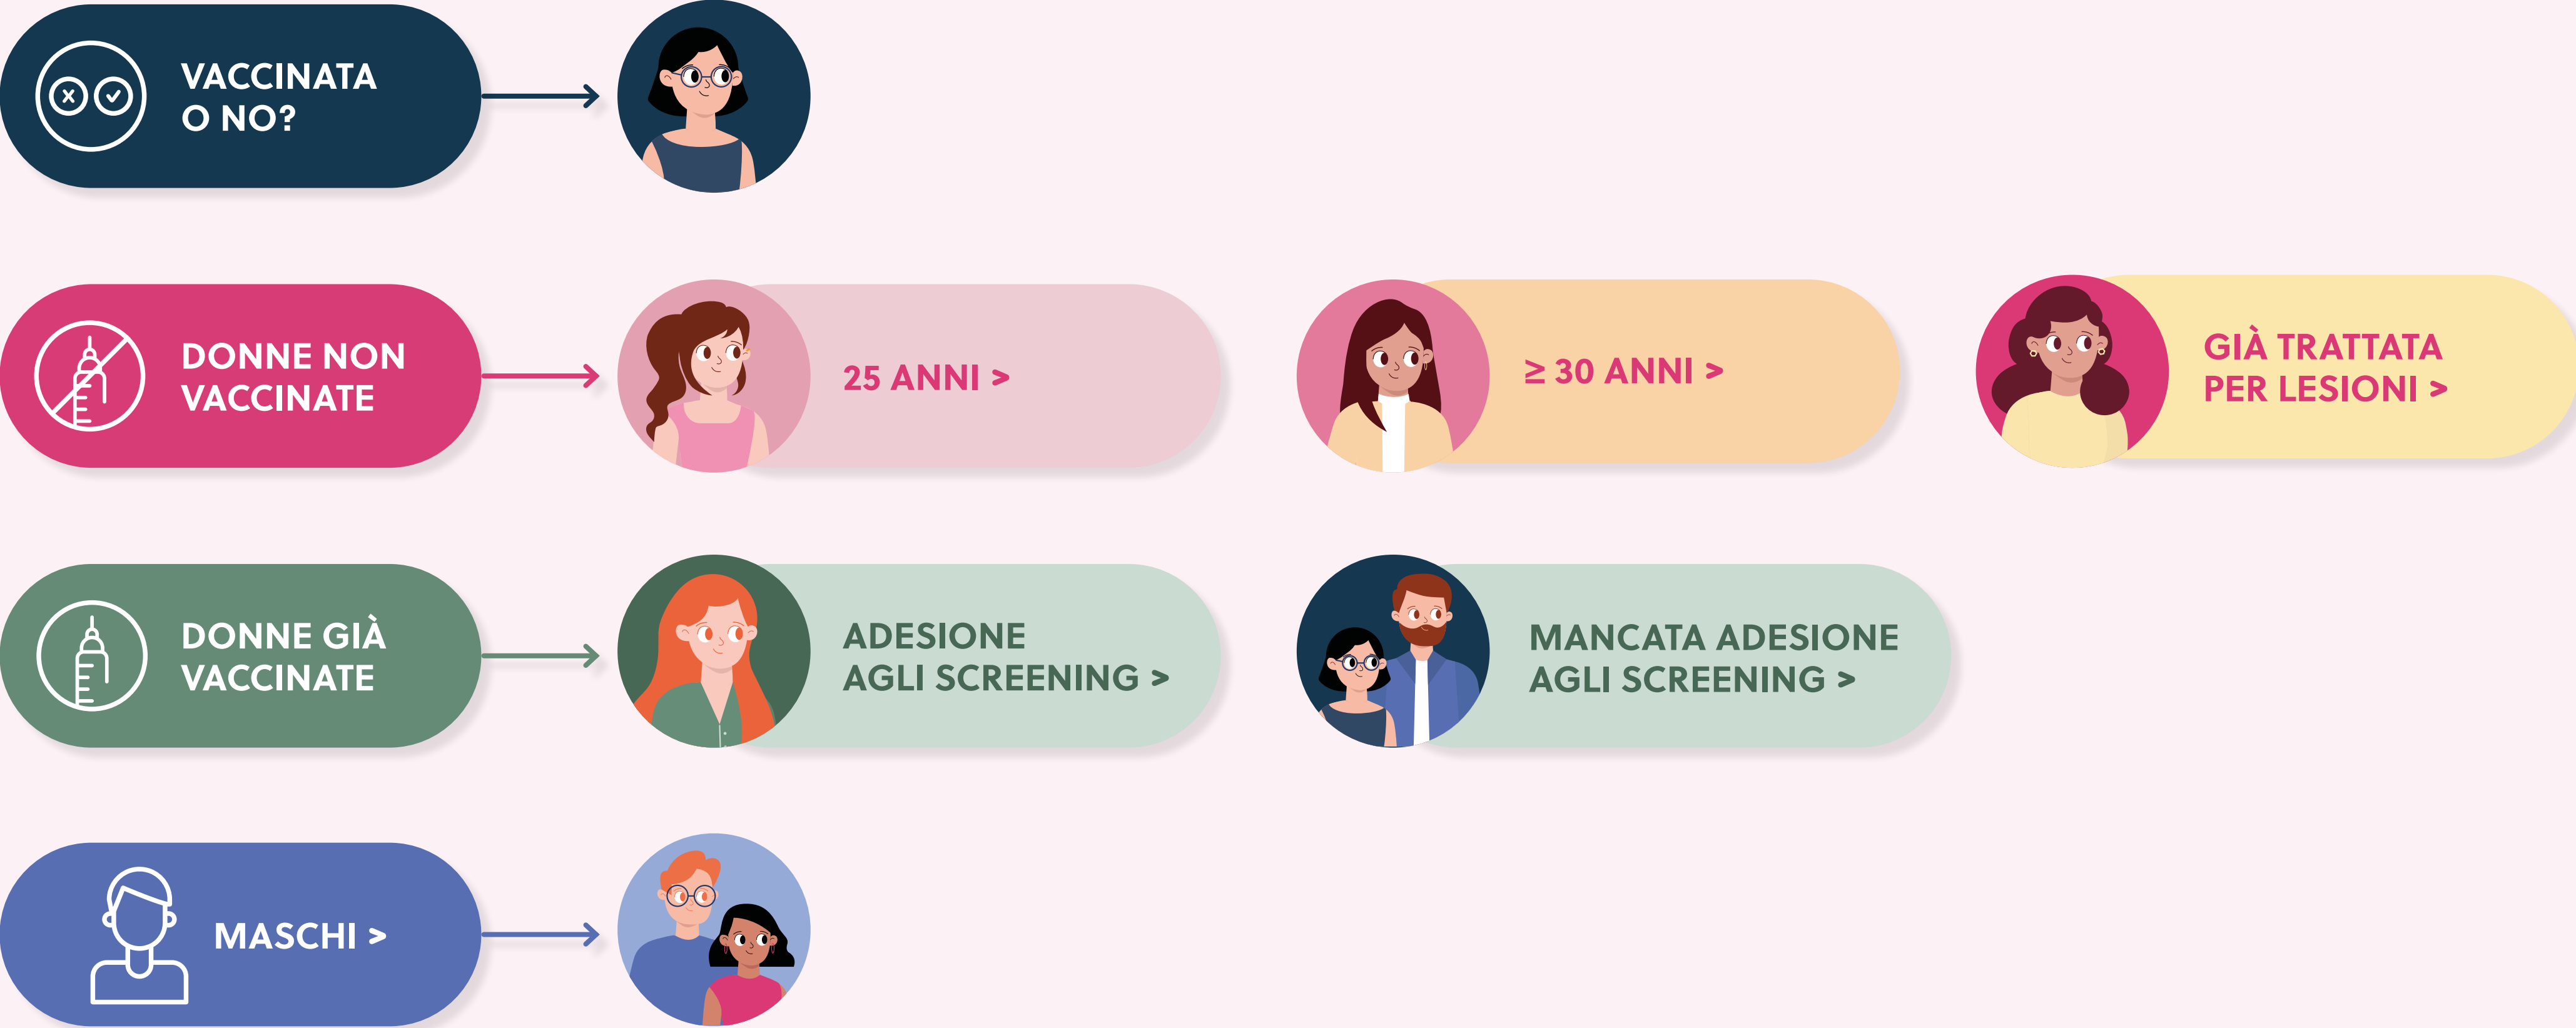 VACCINATA
O NO?
DONNE NON
VACCINATE
25 ANNI >
≥ 30 ANNI >
GIÀ TRATTATA
PER LESIONI >
DONNE GIÀ
VACCINATE
ADESIONE
AGLI SCREENING >
MANCATA ADESIONE
AGLI SCREENING >
MASCHI >